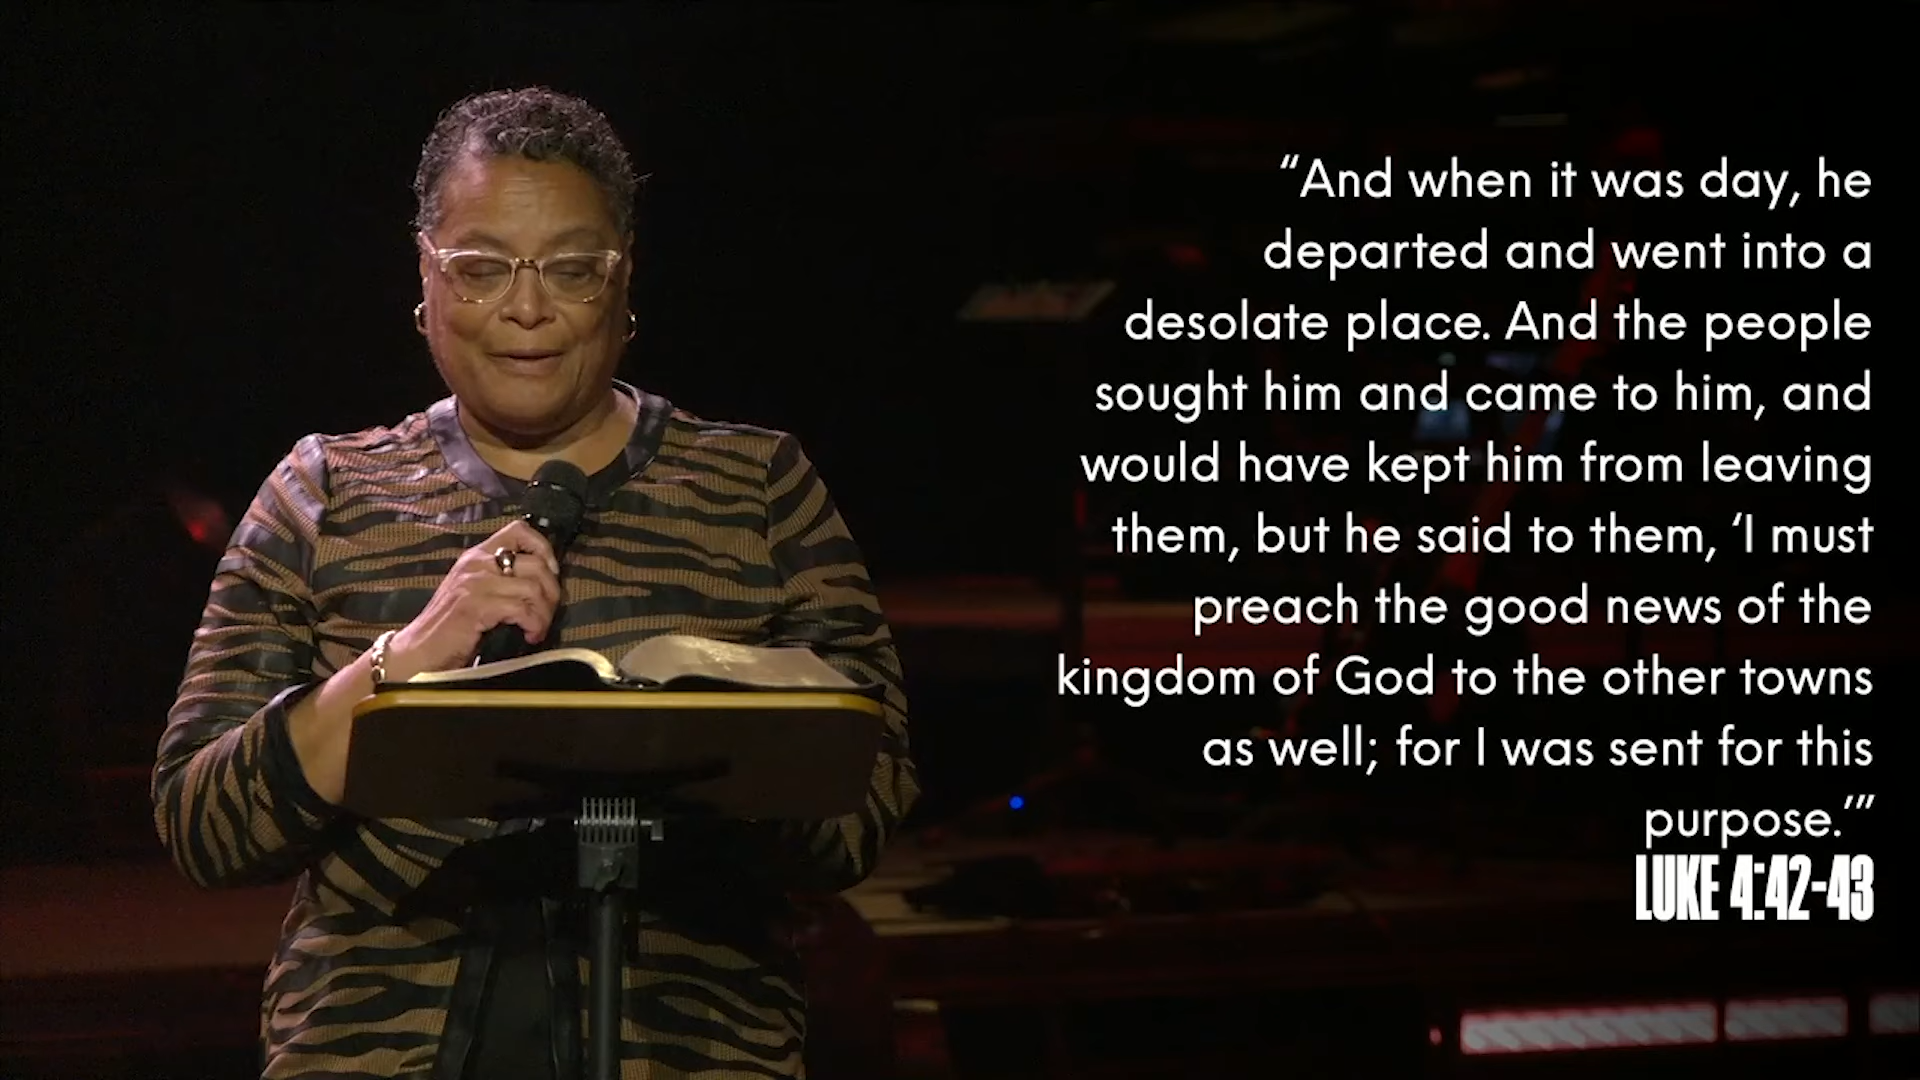 “And when it was day, he
departed and went into a
desolate place. And the people
sought him and came to him, and
would have kept him from leaving
them, but he said to them, ‘I must
preach the good news of the
kingdom of God to the other towns
as well; for I was sent for this
purpose.’”
LUKE 4:42-43